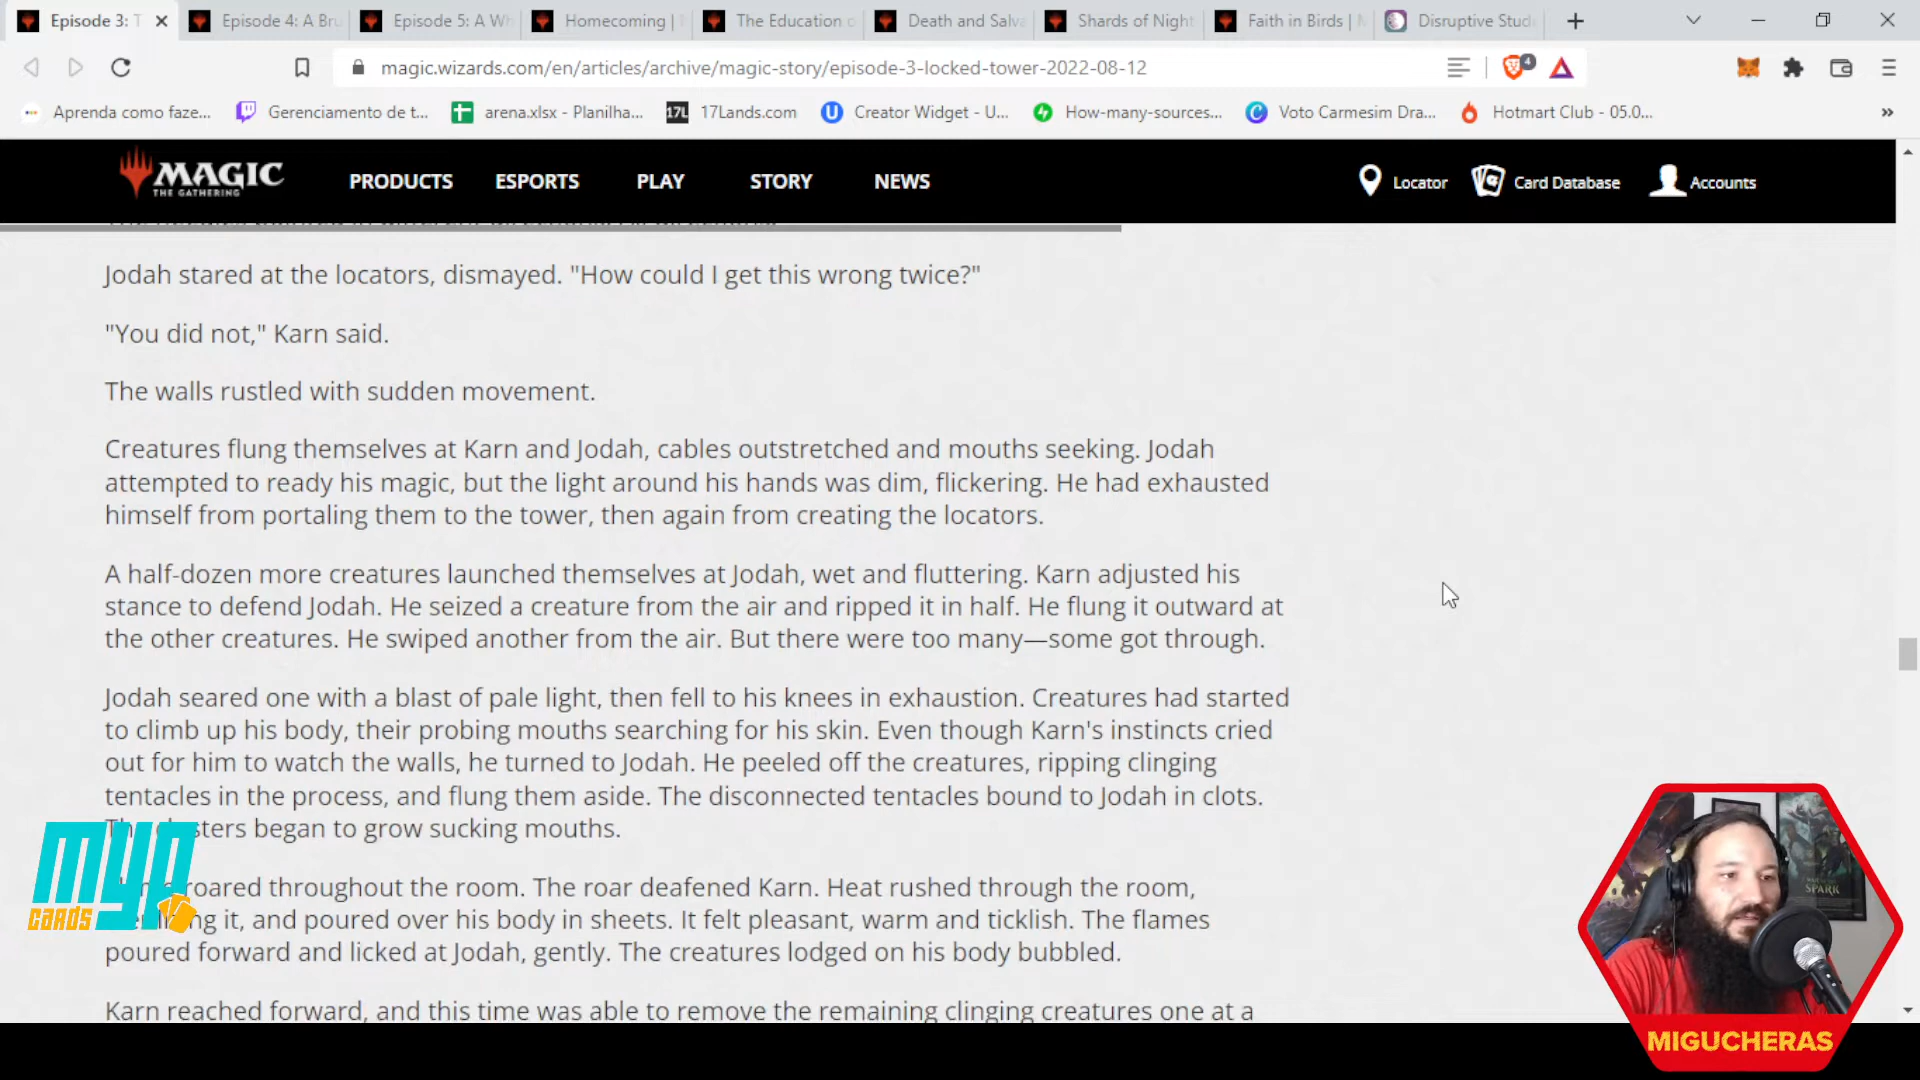 Episode 3: T
Episode 4: A Bru
Episode 5: A Wh
Homecoming |
The Education o
Death and Salva
Shards of Night
Faith in Birds | M
Disruptive Stud
magic.wizards.com/en/articles/archive/magic-story/episode-3-locked-tower-2022-08-12
4
Aprenda como faze...
Gerenciamento de t...
arena.xlsx - Planilha...
17L
17Lands.com
U
Creator Widget - U...
How-many-sources...
Voto Carmesim Dra...
Hotmart Club - 05.0...
»
MAGIC
THE GATHERING
PRODUCTS
ESPORTS
PLAY
STORY
NEWS
Locator
Card Database
Accounts
Jodah stared at the locators, dismayed. "How could I get this wrong twice?"
"You did not," Karn said.
The walls rustled with sudden movement.
Creatures flung themselves at Karn and Jodah, cables outstretched and mouths seeking. Jodah
attempted to ready his magic, but the light around his hands was dim, flickering. He had exhausted
himself from portaling them to the tower, then again from creating the locators.
A half-dozen more creatures launched themselves at Jodah, wet and fluttering. Karn adjusted his
stance to defend Jodah. He seized a creature from the air and ripped it in half. He flung it outward at
the other creatures. He swiped another from the air. But there were too many—some got through.
Jodah seared one with a blast of pale light, then fell to his knees in exhaustion. Creatures had started
to climb up his body, their probing mouths searching for his skin. Even though Karn's instincts cried
out for him to watch the walls, he turned to Jodah. He peeled off the creatures, ripping clinging
tentacles in the process, and flung them aside. The disconnected tentacles bound to Jodah in clots.
began to grow sucking mouths.
roared throughout the room. The roar deafened Karn. Heat rushed through the room,
it, and poured over his body in sheets. It felt pleasant, warm and ticklish. The flames
poured forward and licked at Jodah, gently. The creatures lodged on his body bubbled.
Karn reached forward, and this time was able to remove the remaining clinging creatures one at a
myp
CARDS
SPARK
MIGUCHERAS